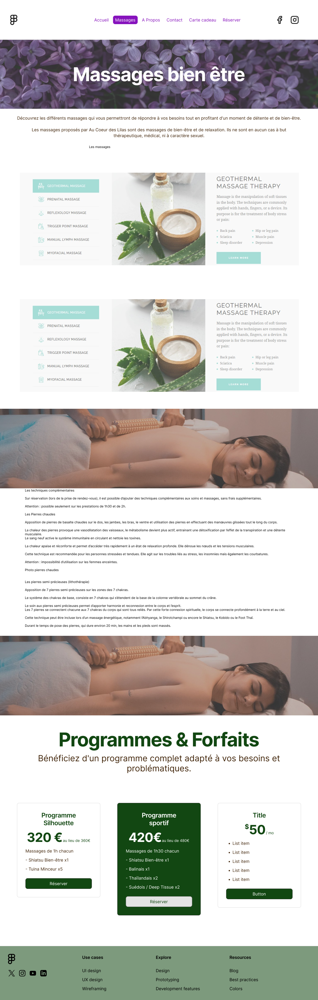 Accueil Massages A Propos Contact Carte cadeau Réserver
Massages bien être
Découvrez les différents massages qui vous permettront de répondre à vos besoins tout en profitant d'un moment de détente et de bien-être.
Les massages proposés par Au Coeur des Lilas sont des massages de bien-être et de relaxation. Ils ne sont en aucun cas à but
thérapeutique, médical, ni à caractère sexuel.
Les massages
GEOTHERMAL MASSAGE
PRENATAL MASSAGE
REFLEXOLOGY MASSAGE
TRIGGER POINT MASSAGE
MANUAL LYMPH MASSAGE
MYOFACIAL MASSAGE
GEOTHERMAL
MASSAGE THERAPY
Massage is the manipulation of soft tissues
in the body. The techniques are commonly
applied with hands, fingers, or a device. Its
purpose is for the treatment of body stress
or pain:
Back pain
Sciatica
Sleep disorder
Hip or leg pain
Muscle pain
Depression
LEARN MORE
GEOTHERMAL MASSAGE
PRENATAL MASSAGE
REFLEXOLOGY MASSAGE
TRIGGER POINT MASSAGE
MANUAL LYMPH MASSAGE
MYOFACIAL MASSAGE
GEOTHERMAL
MASSAGE THERAPY
Massage is the manipulation of soft tissues
in the body. The techniques are commonly
applied with hands, fingers, or a device. Its
purpose is for the treatment of body stress
or pain:
Back pain
Sciatica
Sleep disorder
Hip or leg pain
Muscle pain
Depression
LEARN MORE
Les techniques complémentaires
Sur réservation (lors de la prise de rendez-vous), il est possible d'ajouter des techniques complémentaires aux soins et massages, sans frais supplémentaires.
Attention : possible seulement sur les prestations de 1h30 et de 2h.
Les Pierres chaudes
Apposition de pierres de basalte chaudes sur le dos, les jambes, les bras, le ventre et utilisation des pierres en effectuant des manœuvres glissées tout le long du corps.
La chaleur des pierres provoque une vasodilatation des vaisseaux, le métabolisme devient plus actif, entrainant une détoxification par l'effet de la transpiration et une détente
musculaire.
Le sang neuf active le système immunitaire en circulant et nettoie les toxines.
La chaleur apaise et réconforte et permet d'accéder très rapidement à un état de relaxation profonde. Elle dénoue les nœuds et les tensions musculaires.
Cette technique est recommandée pour les personnes stressées et tendues. Elle agit sur les troubles liés au stress, les insomnies mais également les courbatures.
Attention : impossibilité d'utilisation sur les femmes enceintes.
Photo pierres chaudes
Les pierres semi-précieuses (lithothérapie)
Apposition de 7 pierres semi-précieuses sur les zones des 7 chakras.
Le système des chakras de base, consiste en 7 chakras qui s'étendent de la base de la colonne vertébrale au sommet du crâne.
Le soin aux pierres semi précieuses permet d'apporter harmonie et reconnexion entre le corps et l'esprit.
Les 7 pierres se connectent chacune aux 7 chakras du corps qui sont tous reliés. Par cette forte connexion spirituelle, le corps se connecte profondément à la terre et au ciel.
Cette technique peut être incluse lors d'un massage énergétique, notamment l'Abhyanga, le Shirotchampi ou encore le Shiatsu, le Kobido ou le Foot Thaï.
Durant le temps de pose des pierres, qui dure environ 20 min, les mains et les pieds sont massés.
Programmes & Forfaits
Bénéficiez d'un programme complet adapté à vos besoins et
problématiques.
Programme
Silhouette
320 € au lieu de 360€
Massages de 1h chacun
- Shiatsu Bien-être x1
- Tuina Minceur x5
Réserver
Programme
sportif
420€ au lieu de 480€
Massages de 1h30 chacun
- Shiatsu Bien-être x1
- Balinais x1
- Thaïlandais x2
- Suédois / Deep Tissue x2
Réserver
Title
$50 / mo
List item
List item
List item
List item
List item
Button
Use cases
UI design
UX design
Wireframing
Explore
Design
Prototyping
Development features
Resources
Blog
Best practices
Colors